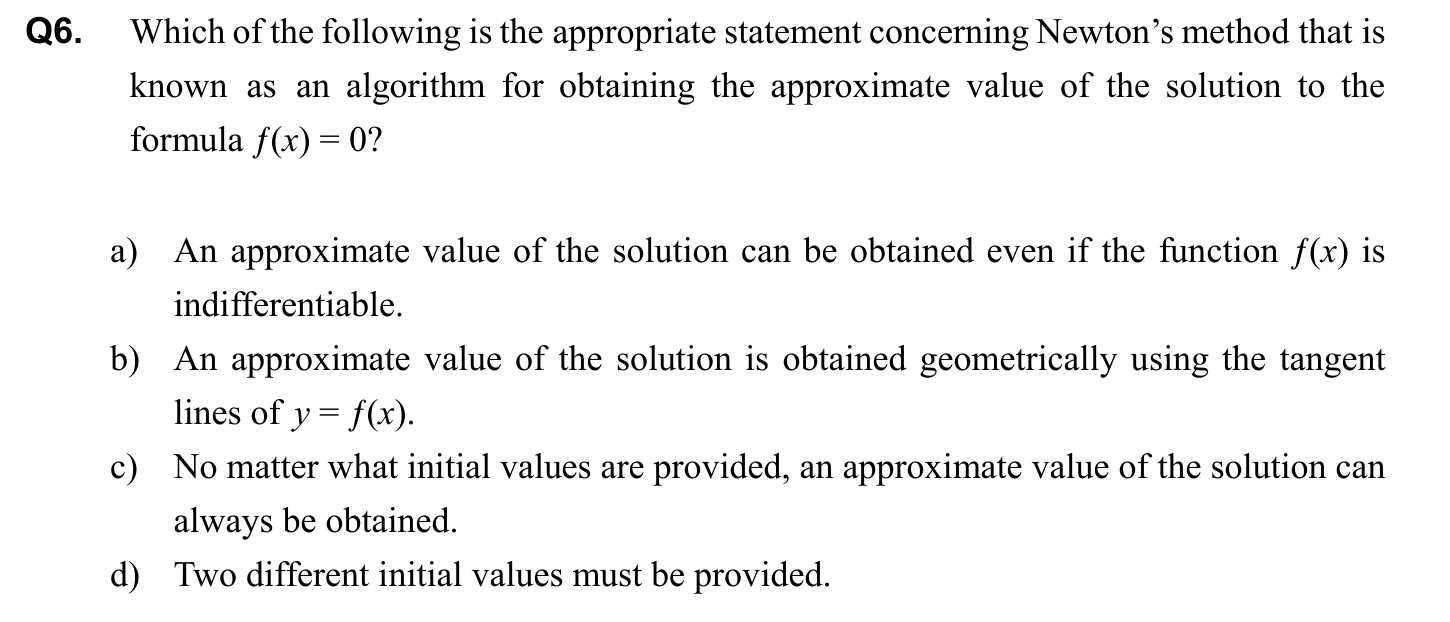 Q6. Which of the following is the appropriate statement concerning Newton’s method that is
known as an algorithm for obtaining the approximate value of the solution to the
formula f(x) = 0?
a) An approximate value of the solution can be obtained even if the function f(x) is
indifferentiable.
b) An approximate value of the solution is obtained geometrically using the tangent
lines of y = f(x).
c) No matter what initial values are provided, an approximate value of the solution can
always be obtained.
d) Two different initial values must be provided.